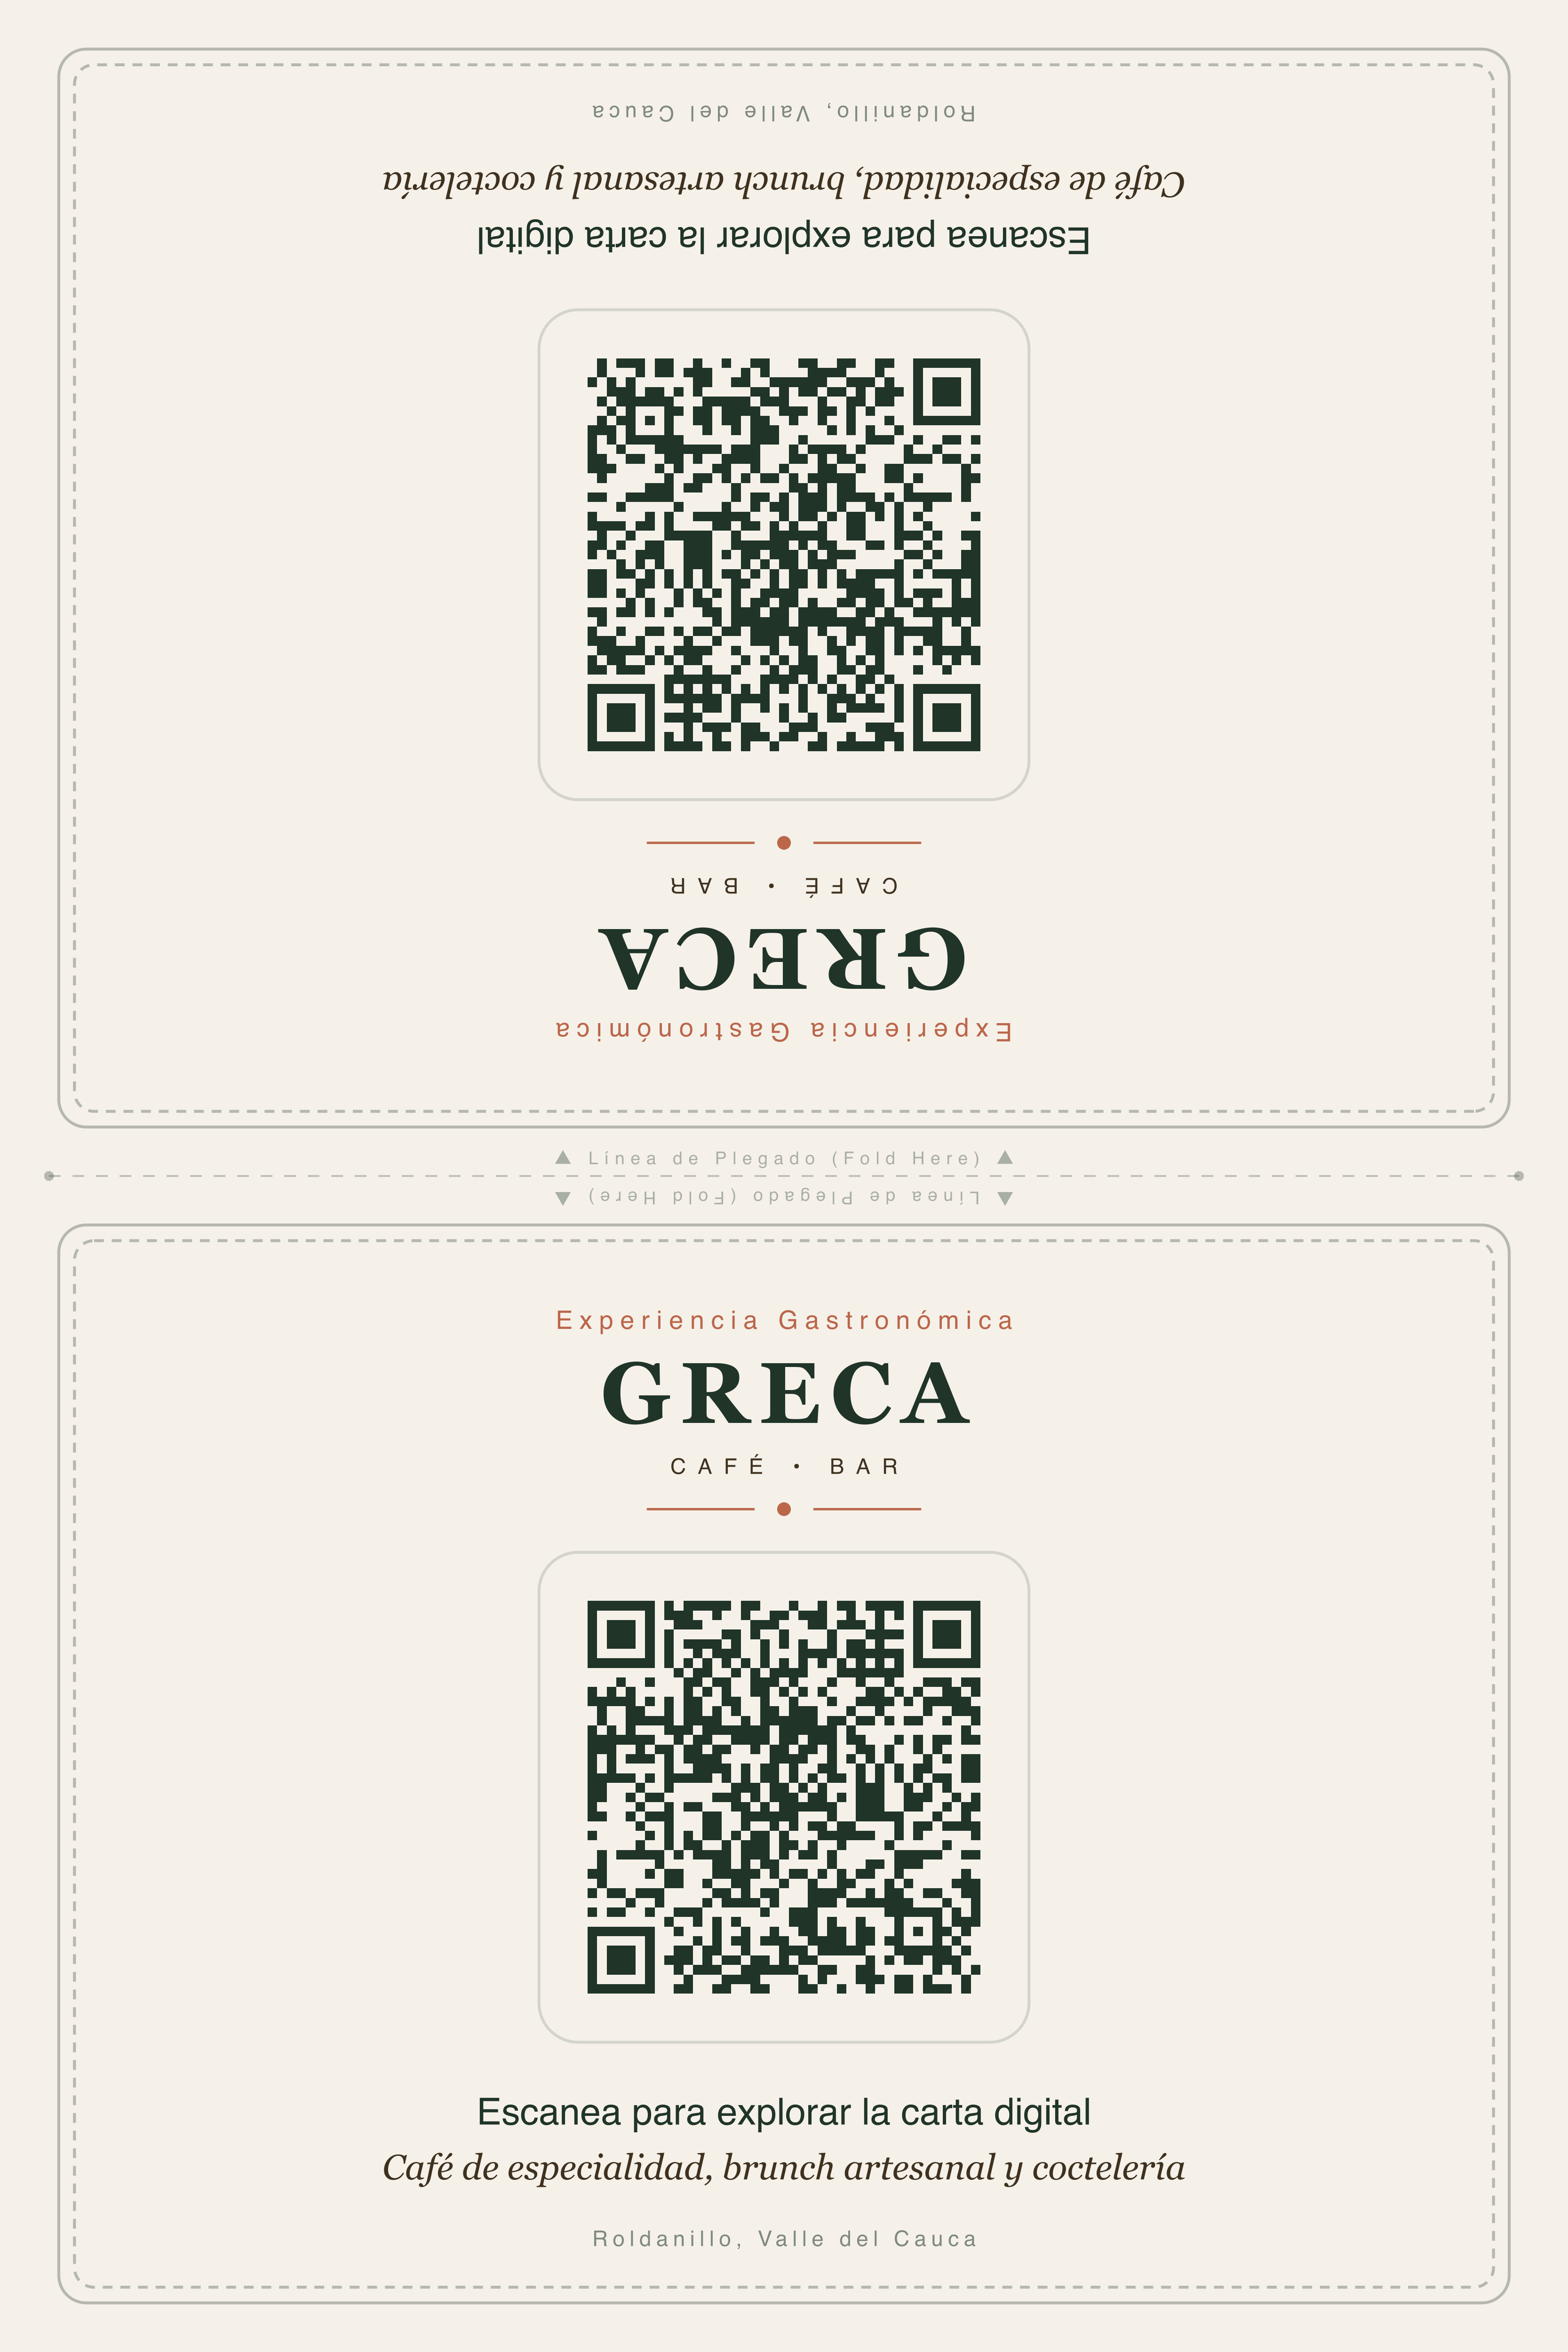 Roldanillo, Valle del Cauca
Café de especialidad, brunch artesanal y coctelería
Escanea para explorar la carta digital
CAFÉ • BAR
GRECA
Experiencia Gastronómica
▲ Línea de Plegado (Fold Here) ▲
▼ Línea de Plegado (Fold Here) ▼
Experiencia Gastronómica
GRECA
CAFÉ • BAR
Escanea para explorar la carta digital
Café de especialidad, brunch artesanal y coctelería
Roldanillo, Valle del Cauca